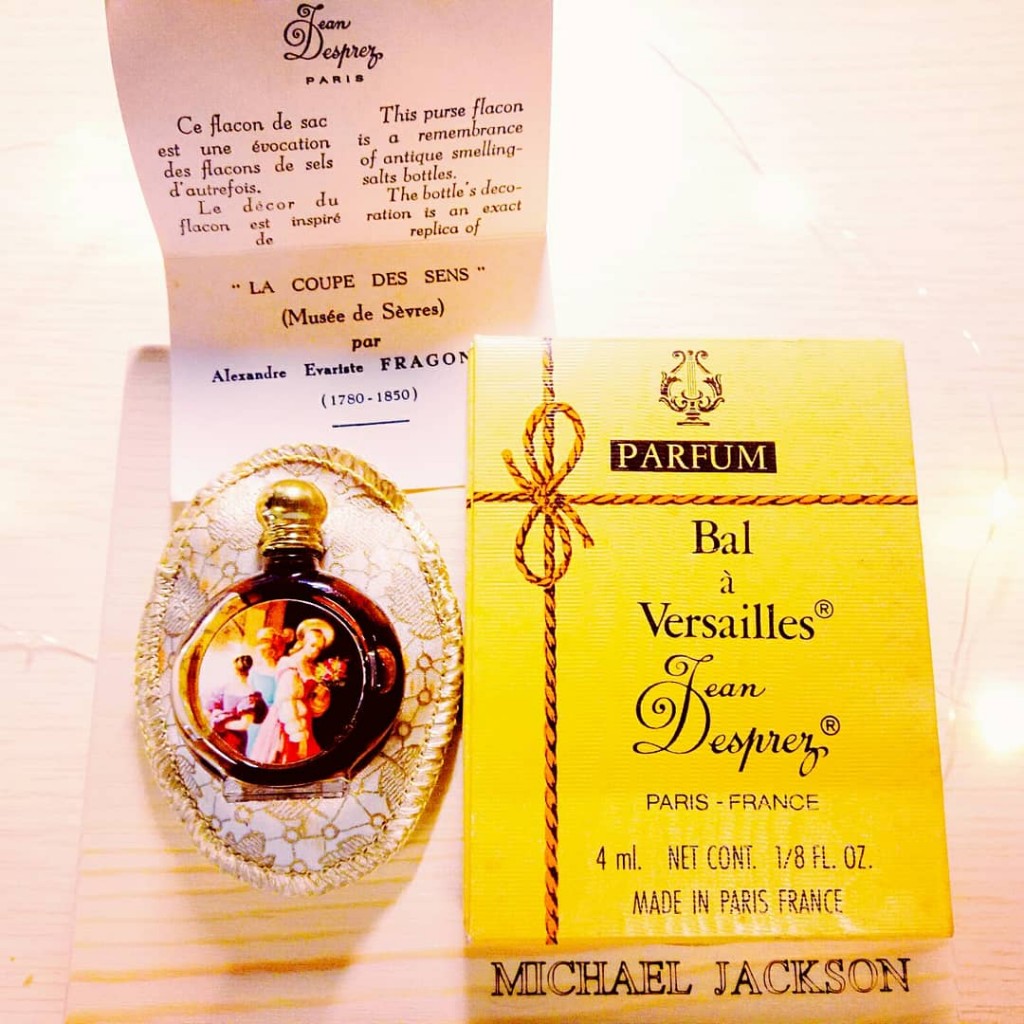 Jean
Desprez
PARIS
Ce flacon de sac
est une évocation
des flacons de sels
d'autrefois.
Le décor du
flacon est inspiré
de
This purse flacon
is a remembrance
of antique smelling-
salts bottles.
The bottle's deco-
ration is an exact
replica of
"LA COUPE DES SENS"
(Musée de Sèvres)
par
Alexandre Evariste FRAGON
(1780-1850)
PARFUM
Bal
à
Versailles®
Jean
Desprez®
PARIS - FRANCE
4 ml. NET CONT. 1/8 FL. OZ.
MADE IN PARIS FRANCE
MICHAEL JACKSON